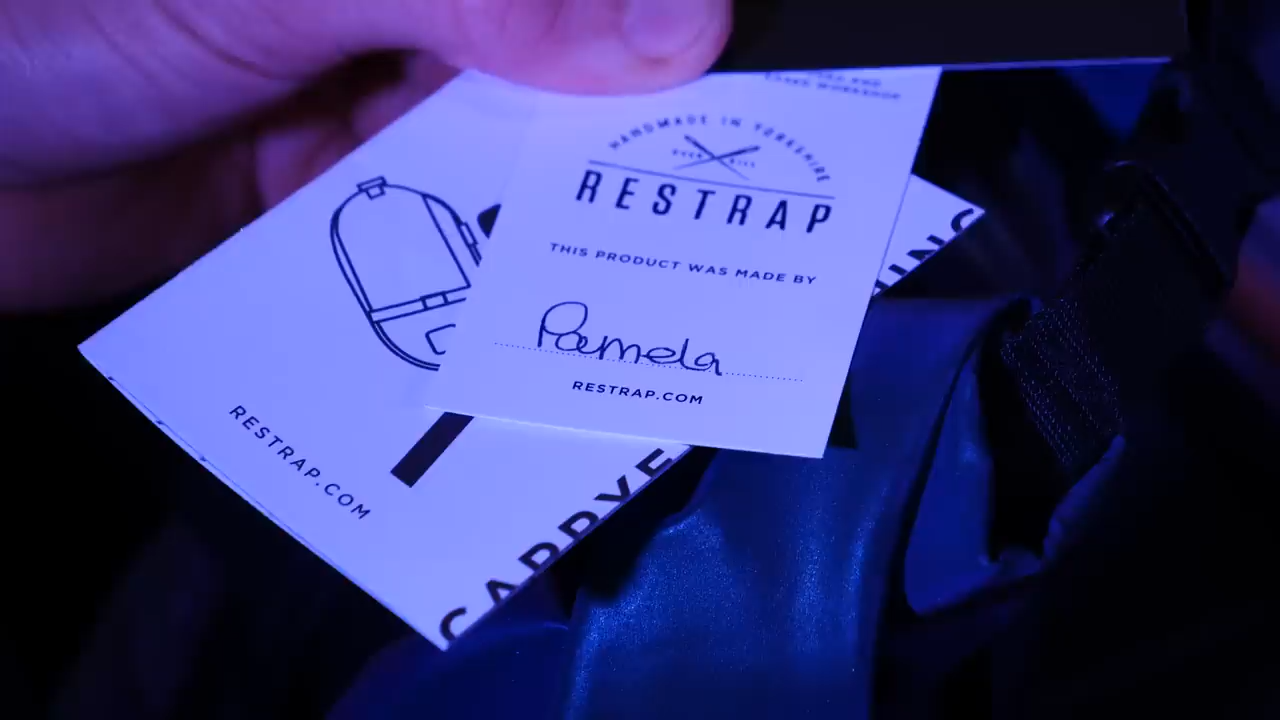 HANDMADE IN YORKSHIRE
RESTRAP
THIS PRODUCT WAS MADE BY
Pamela
RESTRAP.COM
RESTRAP.COM